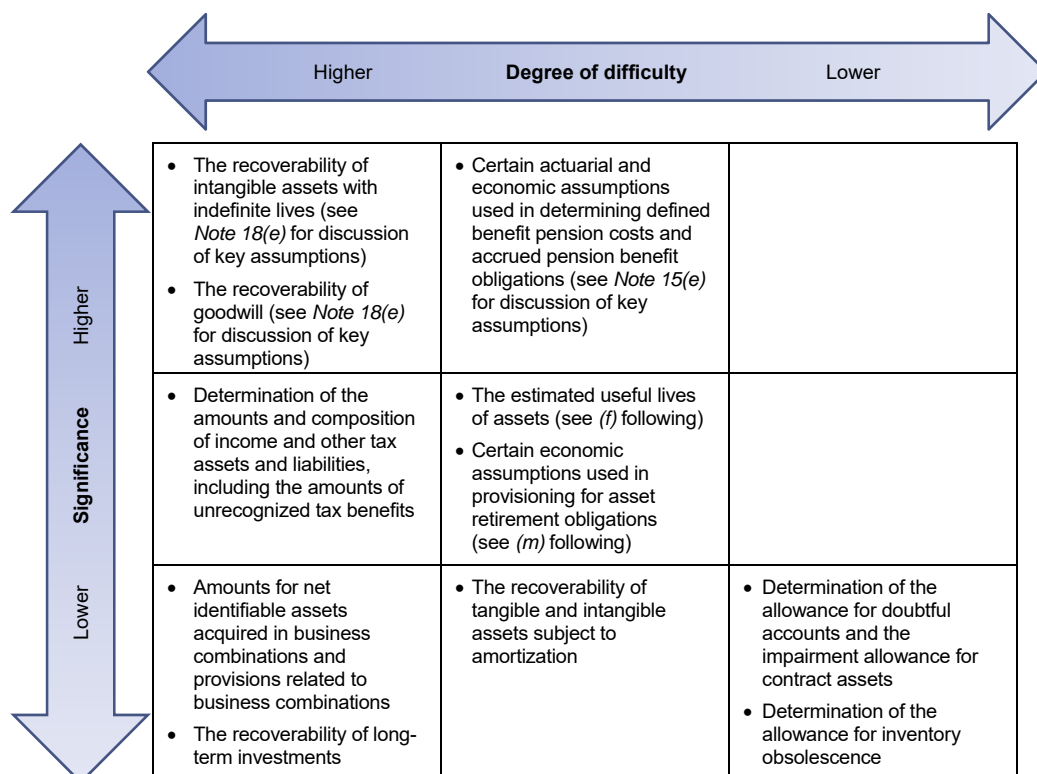 Higher Degree of difficulty Lower
Higher
Significance
Lower
• The recoverability of
intangible assets with
indefinite lives (see
Note 18(e) for discussion
of key assumptions)
• The recoverability of
goodwill (see Note 18(e)
for discussion of key
assumptions)
• Certain actuarial and
economic assumptions
used in determining defined
benefit pension costs and
accrued pension benefit
obligations (see Note 15(e)
for discussion of key
assumptions)
• Determination of the
amounts and composition
of income and other tax
assets and liabilities,
including the amounts of
unrecognized tax benefits
• The estimated useful lives
of assets (see (f) following)
• Certain economic
assumptions used in
provisioning for asset
retirement obligations
(see (m) following)
• Amounts for net
identifiable assets
acquired in business
combinations and
provisions related to
business combinations
• The recoverability of long-
term investments
• The recoverability of
tangible and intangible
assets subject to
amortization
• Determination of the
allowance for doubtful
accounts and the
impairment allowance for
contract assets
• Determination of the
allowance for inventory
obsolescence